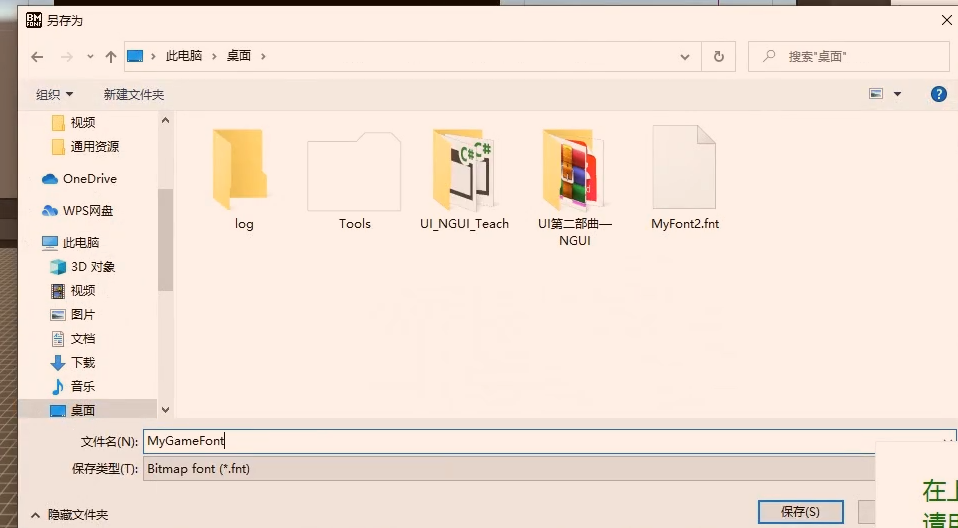 BM
FONT 另存为
此电脑 桌面
搜索"桌面"
组织 新建文件夹
?
视频
通用资源
OneDrive
WPS网盘
此电脑
3D 对象
视频
图片
文档
下载
音乐
桌面
log
Tools
C# C#
UI_NGUI_Teach
UI第二部曲—
NGUI
MyFont2.fnt
文件名(N): MyGameFont
保存类型(T): Bitmap font (*.fnt)
隐藏文件夹
保存(S)
在
请